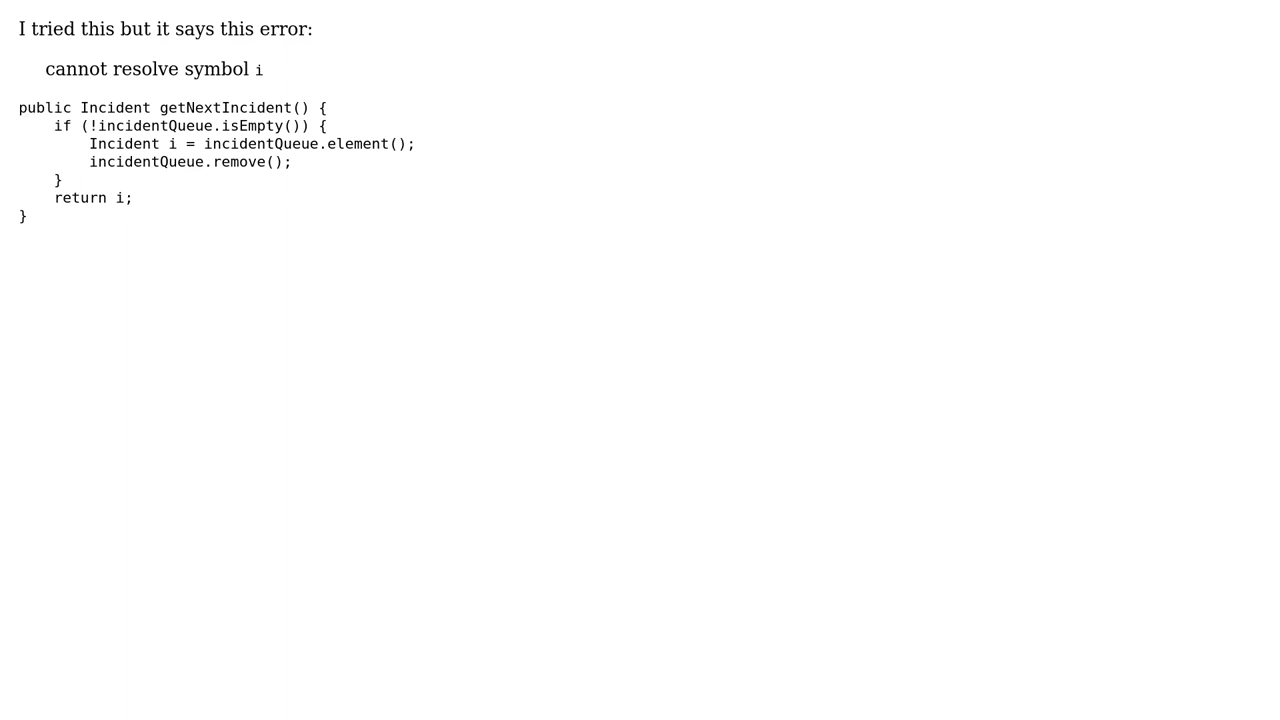 I tried this but it says this error:
cannot resolve symbol i
public Incident getNextIncident() {
    if (!incidentQueue.isEmpty()) {
        Incident i = incidentQueue.element();
        incidentQueue.remove();
    }
    return i;
}